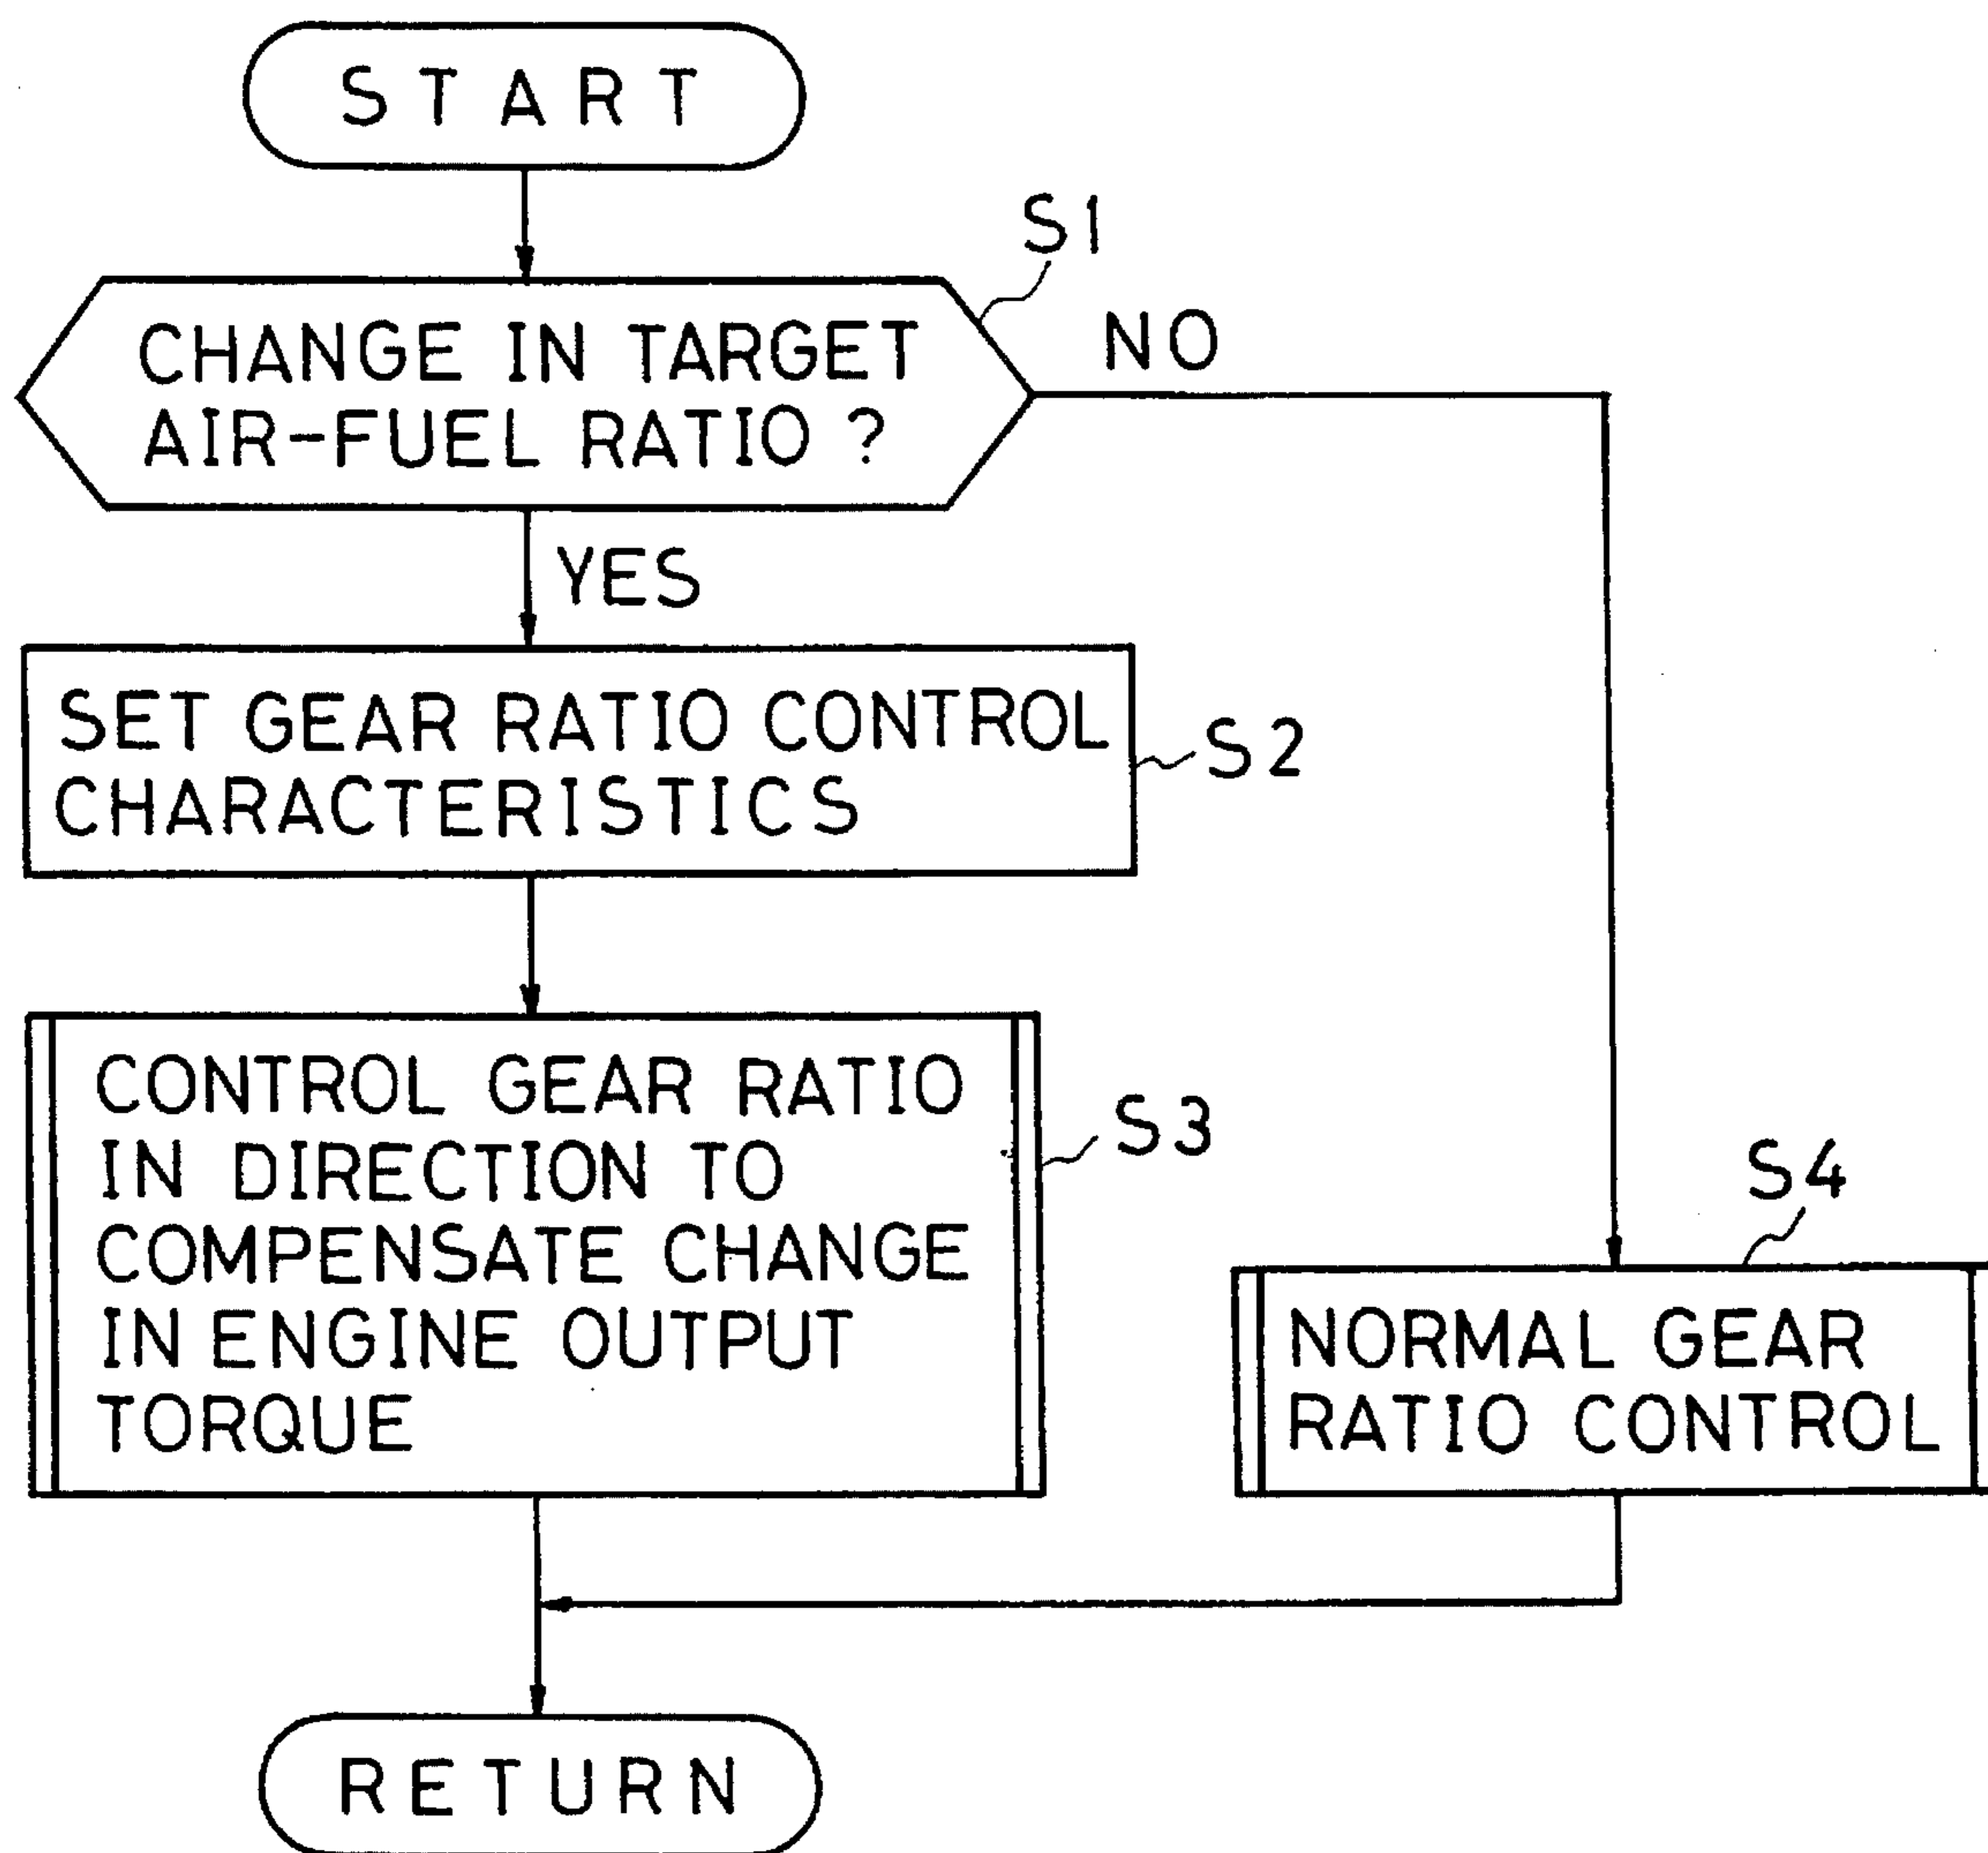 START
S1
CHANGE IN TARGET
AIR-FUEL RATIO ?
NO
YES
SET GEAR RATIO CONTROL
CHARACTERISTICS
S2
CONTROL GEAR RATIO
IN DIRECTION TO
COMPENSATE CHANGE
IN ENGINE OUTPUT
TORQUE
S3
S4
NORMAL GEAR
RATIO CONTROL
RETURN